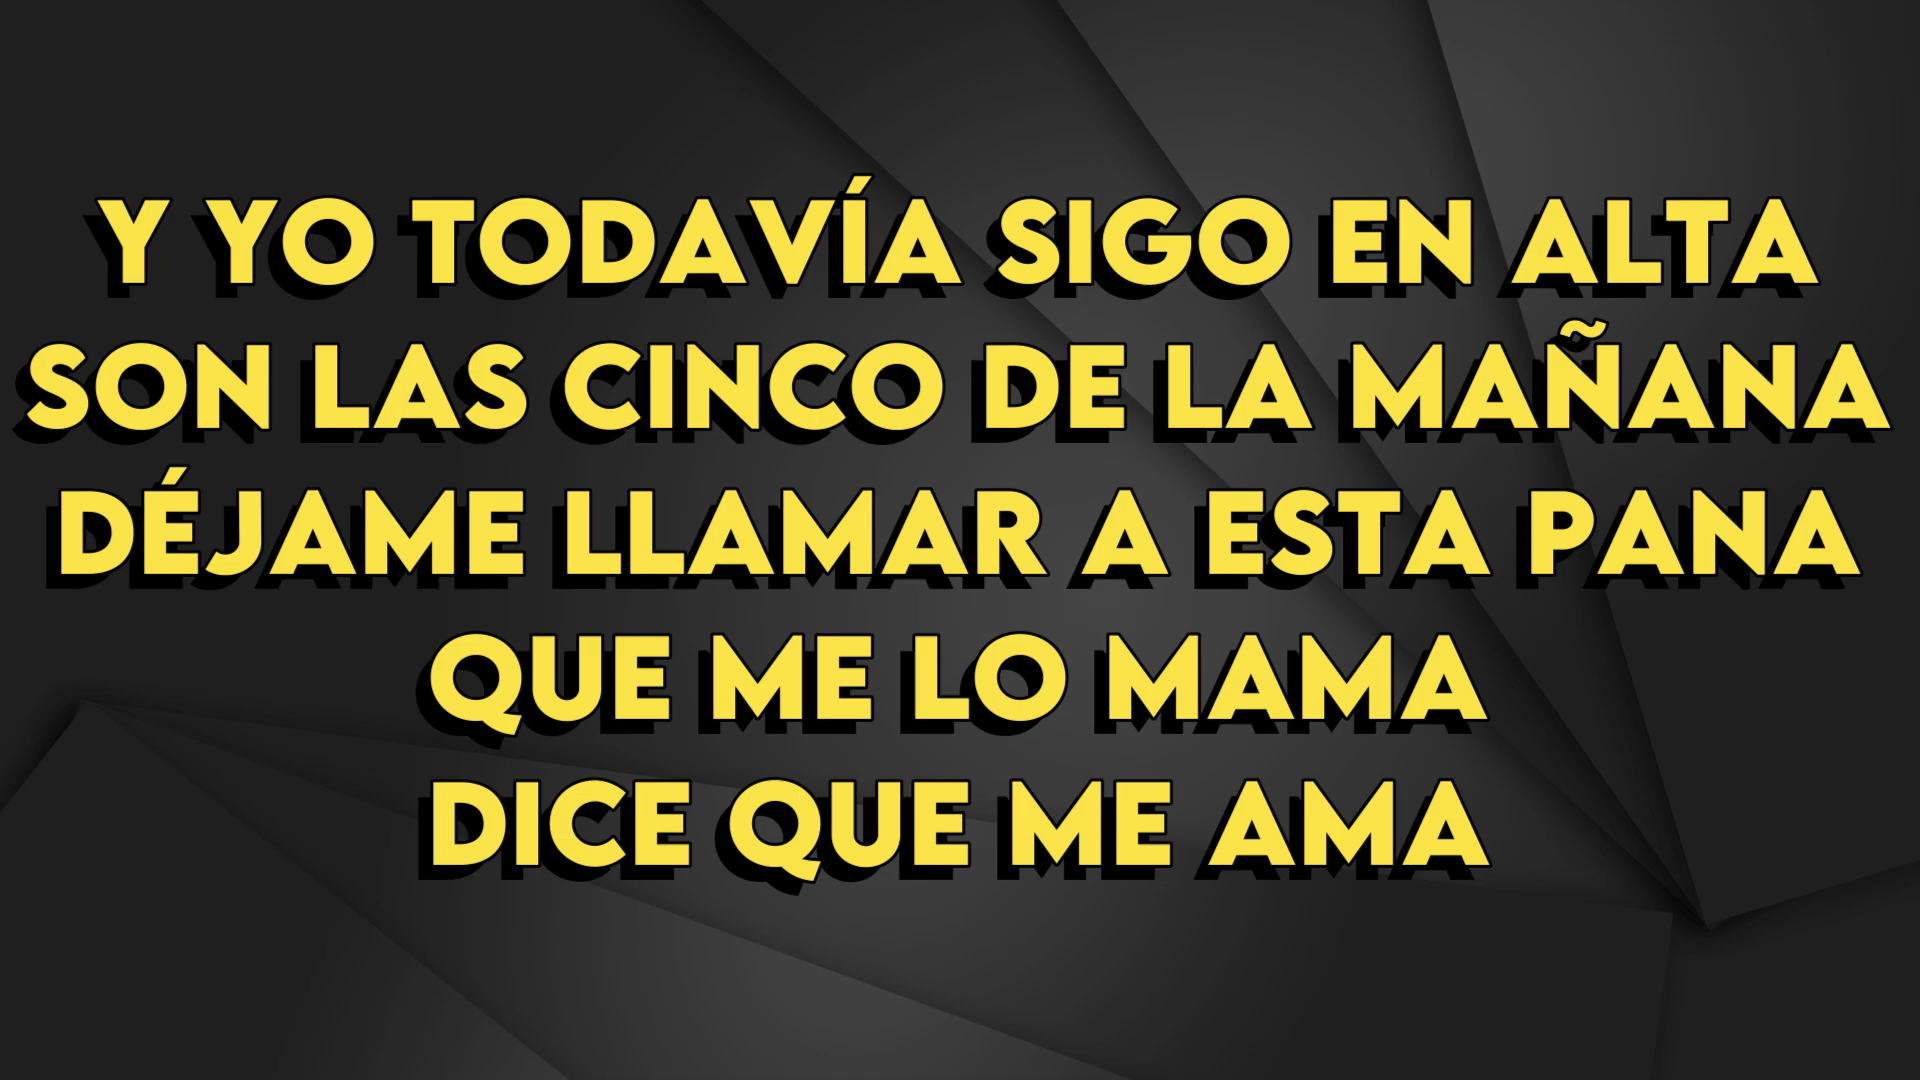 Y YO TODAVÍA SIGO EN ALTA
SON LAS CINCO DE LA MAÑANA
DÉJAME LLAMAR A ESTA PANA
QUE ME LO MAMA
DICE QUE ME AMA